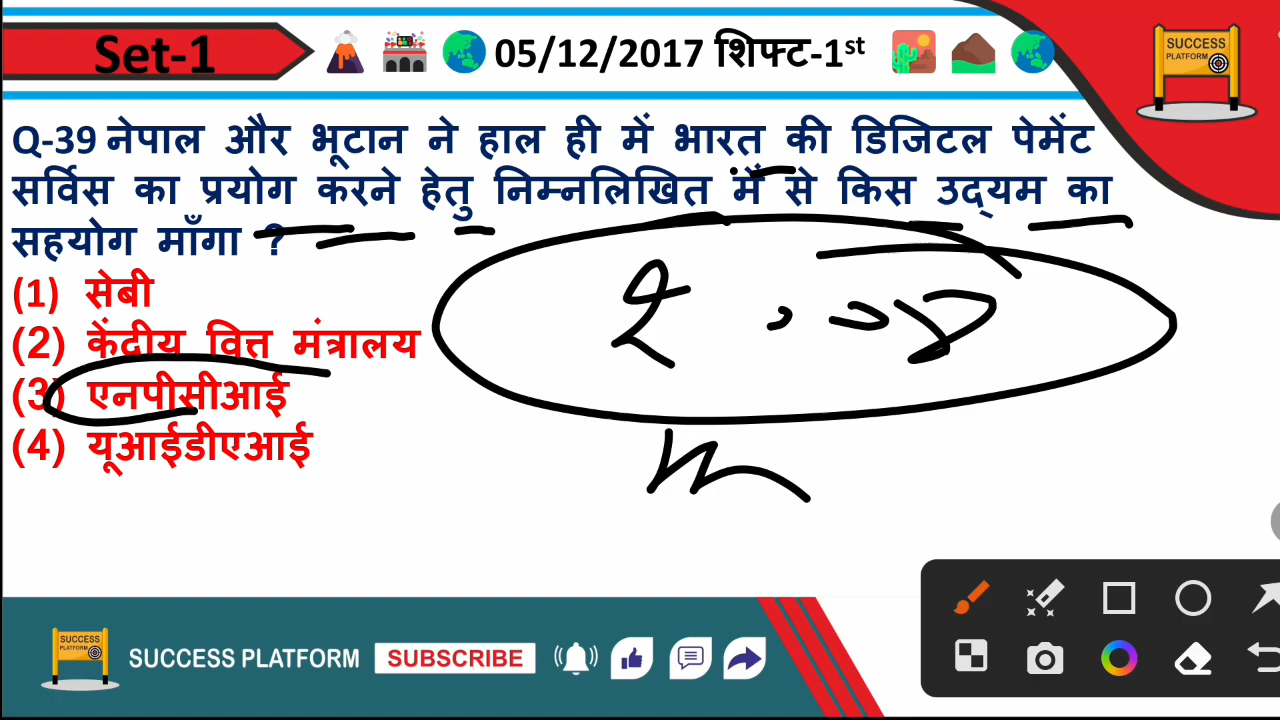 Set-1
05/12/2017 शिफ्ट-1st
SUCCESS
PLATFORM
Q-39 नेपाल और भूटान ने हाल ही में भारत की डिजिटल पेमेंट
सर्विस का प्रयोग करने हेतु निम्नलिखित में से किस उद्यम का
सहयोग माँगा ?
(1) सेबी
(2) केंद्रीय वित्त मंत्रालय
(3) एनपीसीआई
(4) यूआईडीएआई
SUCCESS
PLATFORM
SUCCESS PLATFORM
SUBSCRIBE